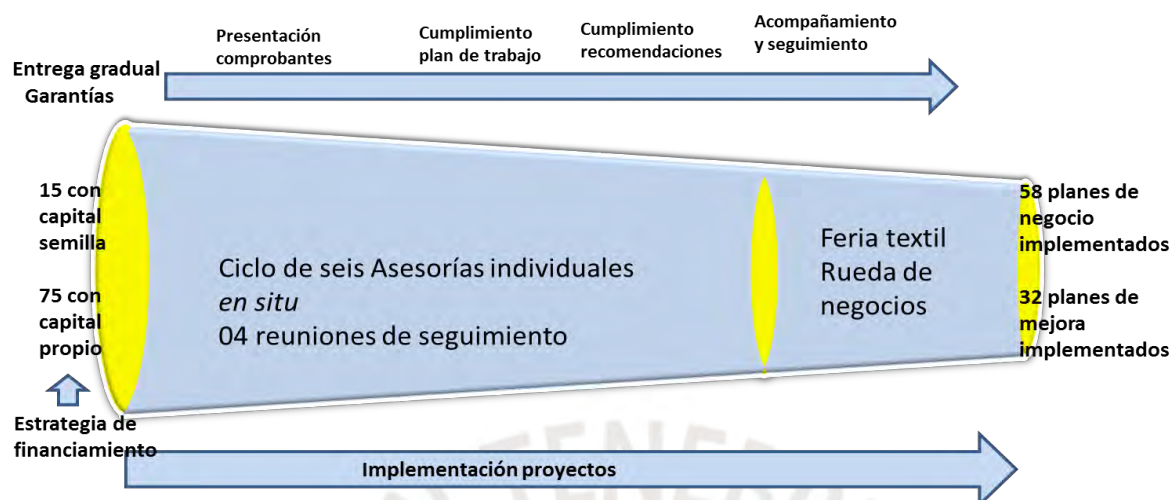 Presentación
comprobantes
Cumplimiento
plan de trabajo
Cumplimiento
recomendaciones
Acompañamiento
y seguimiento
Entrega gradual
Garantías
15 con
capital
semilla
75 con
capital
propio
Ciclo de seis Asesorías individuales
en situ
04 reuniones de seguimiento
Feria textil
Rueda de
negocios
58 planes de
negocio
implementados
32 planes de
mejora
implementados
Estrategia de
financiamiento
Implementación proyectos